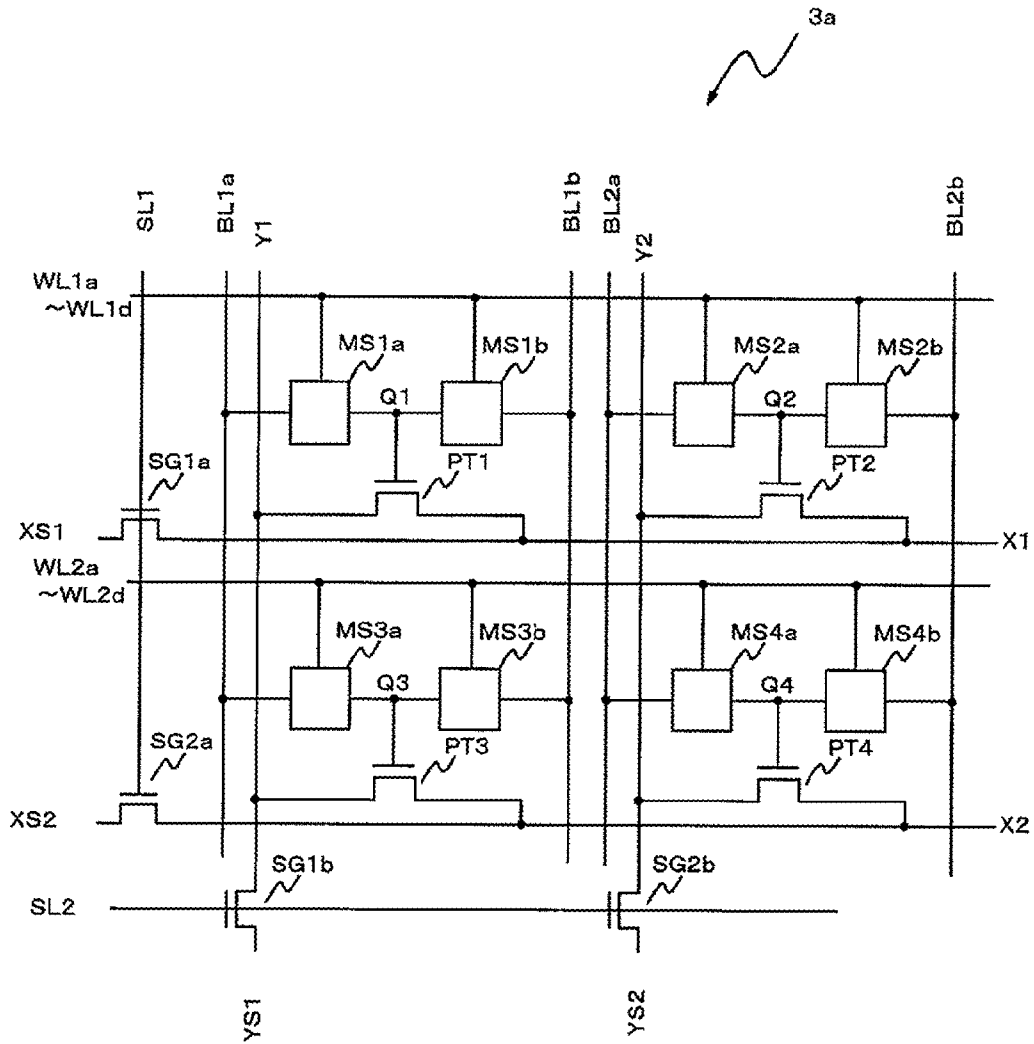 3a
SL1
BL1a
Y1
BL1b
BL2a
Y2
BL2b
WL1a
~WL1d
MS1a
MS1b
MS2a
MS2b
Q1
Q2
SG1a
PT1
PT2
XS1
X1
WL2a
~WL2d
MS3a
MS3b
MS4a
MS4b
Q3
Q4
SG2a
PT3
PT4
XS2
X2
SG1b
SG2b
SL2
YS1
YS2